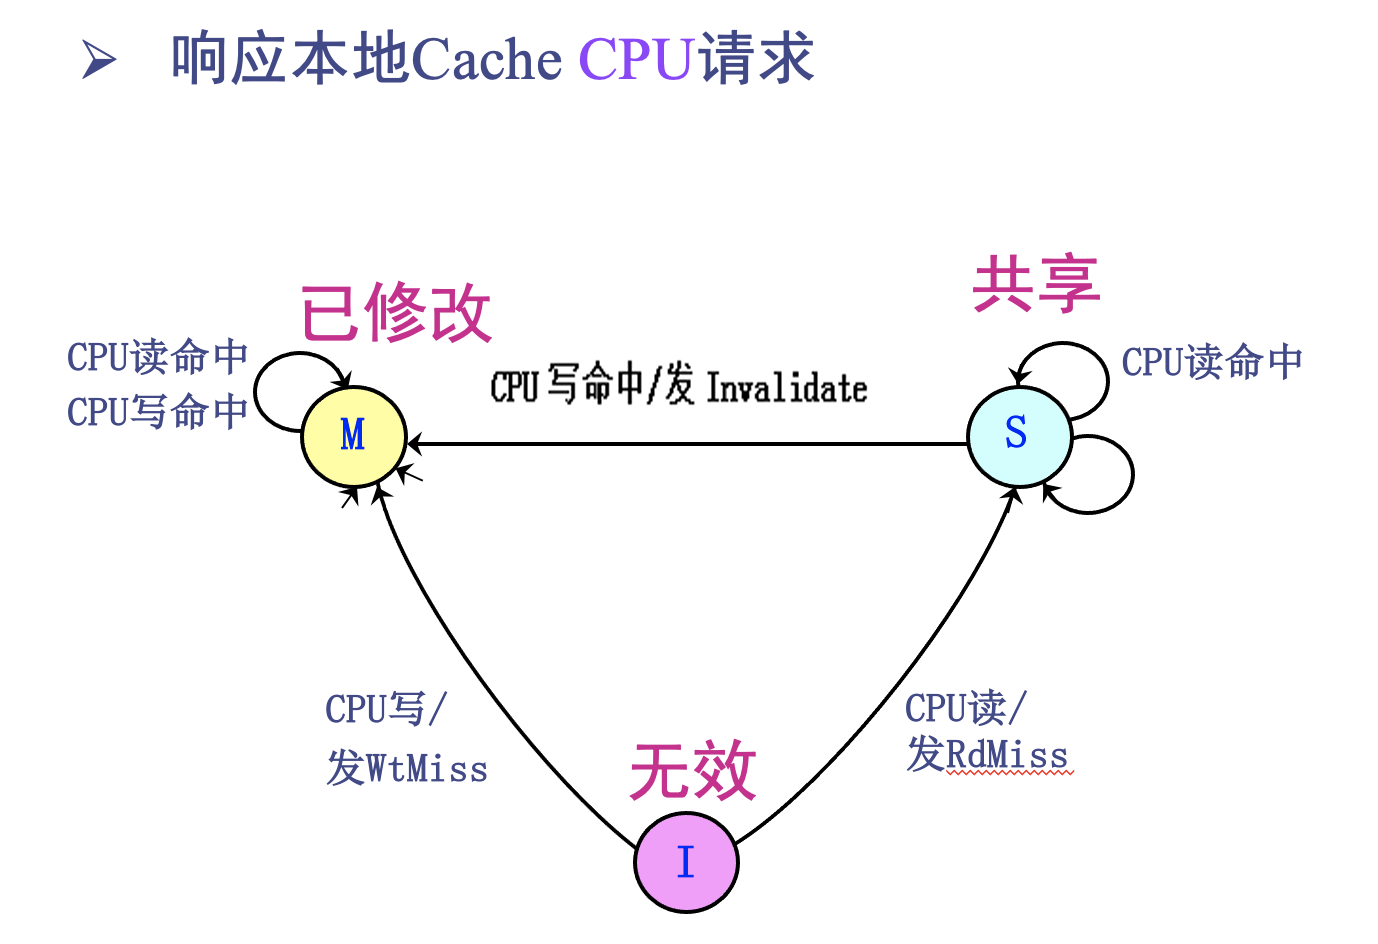 响应本地Cache CPU请求
已修改
共享
CPU读命中
CPU写命中
CPU 写命中/发 Invalidate
CPU读命中
M
S
CPU写/
发WtMiss
CPU读/
发RdMiss
无效
I